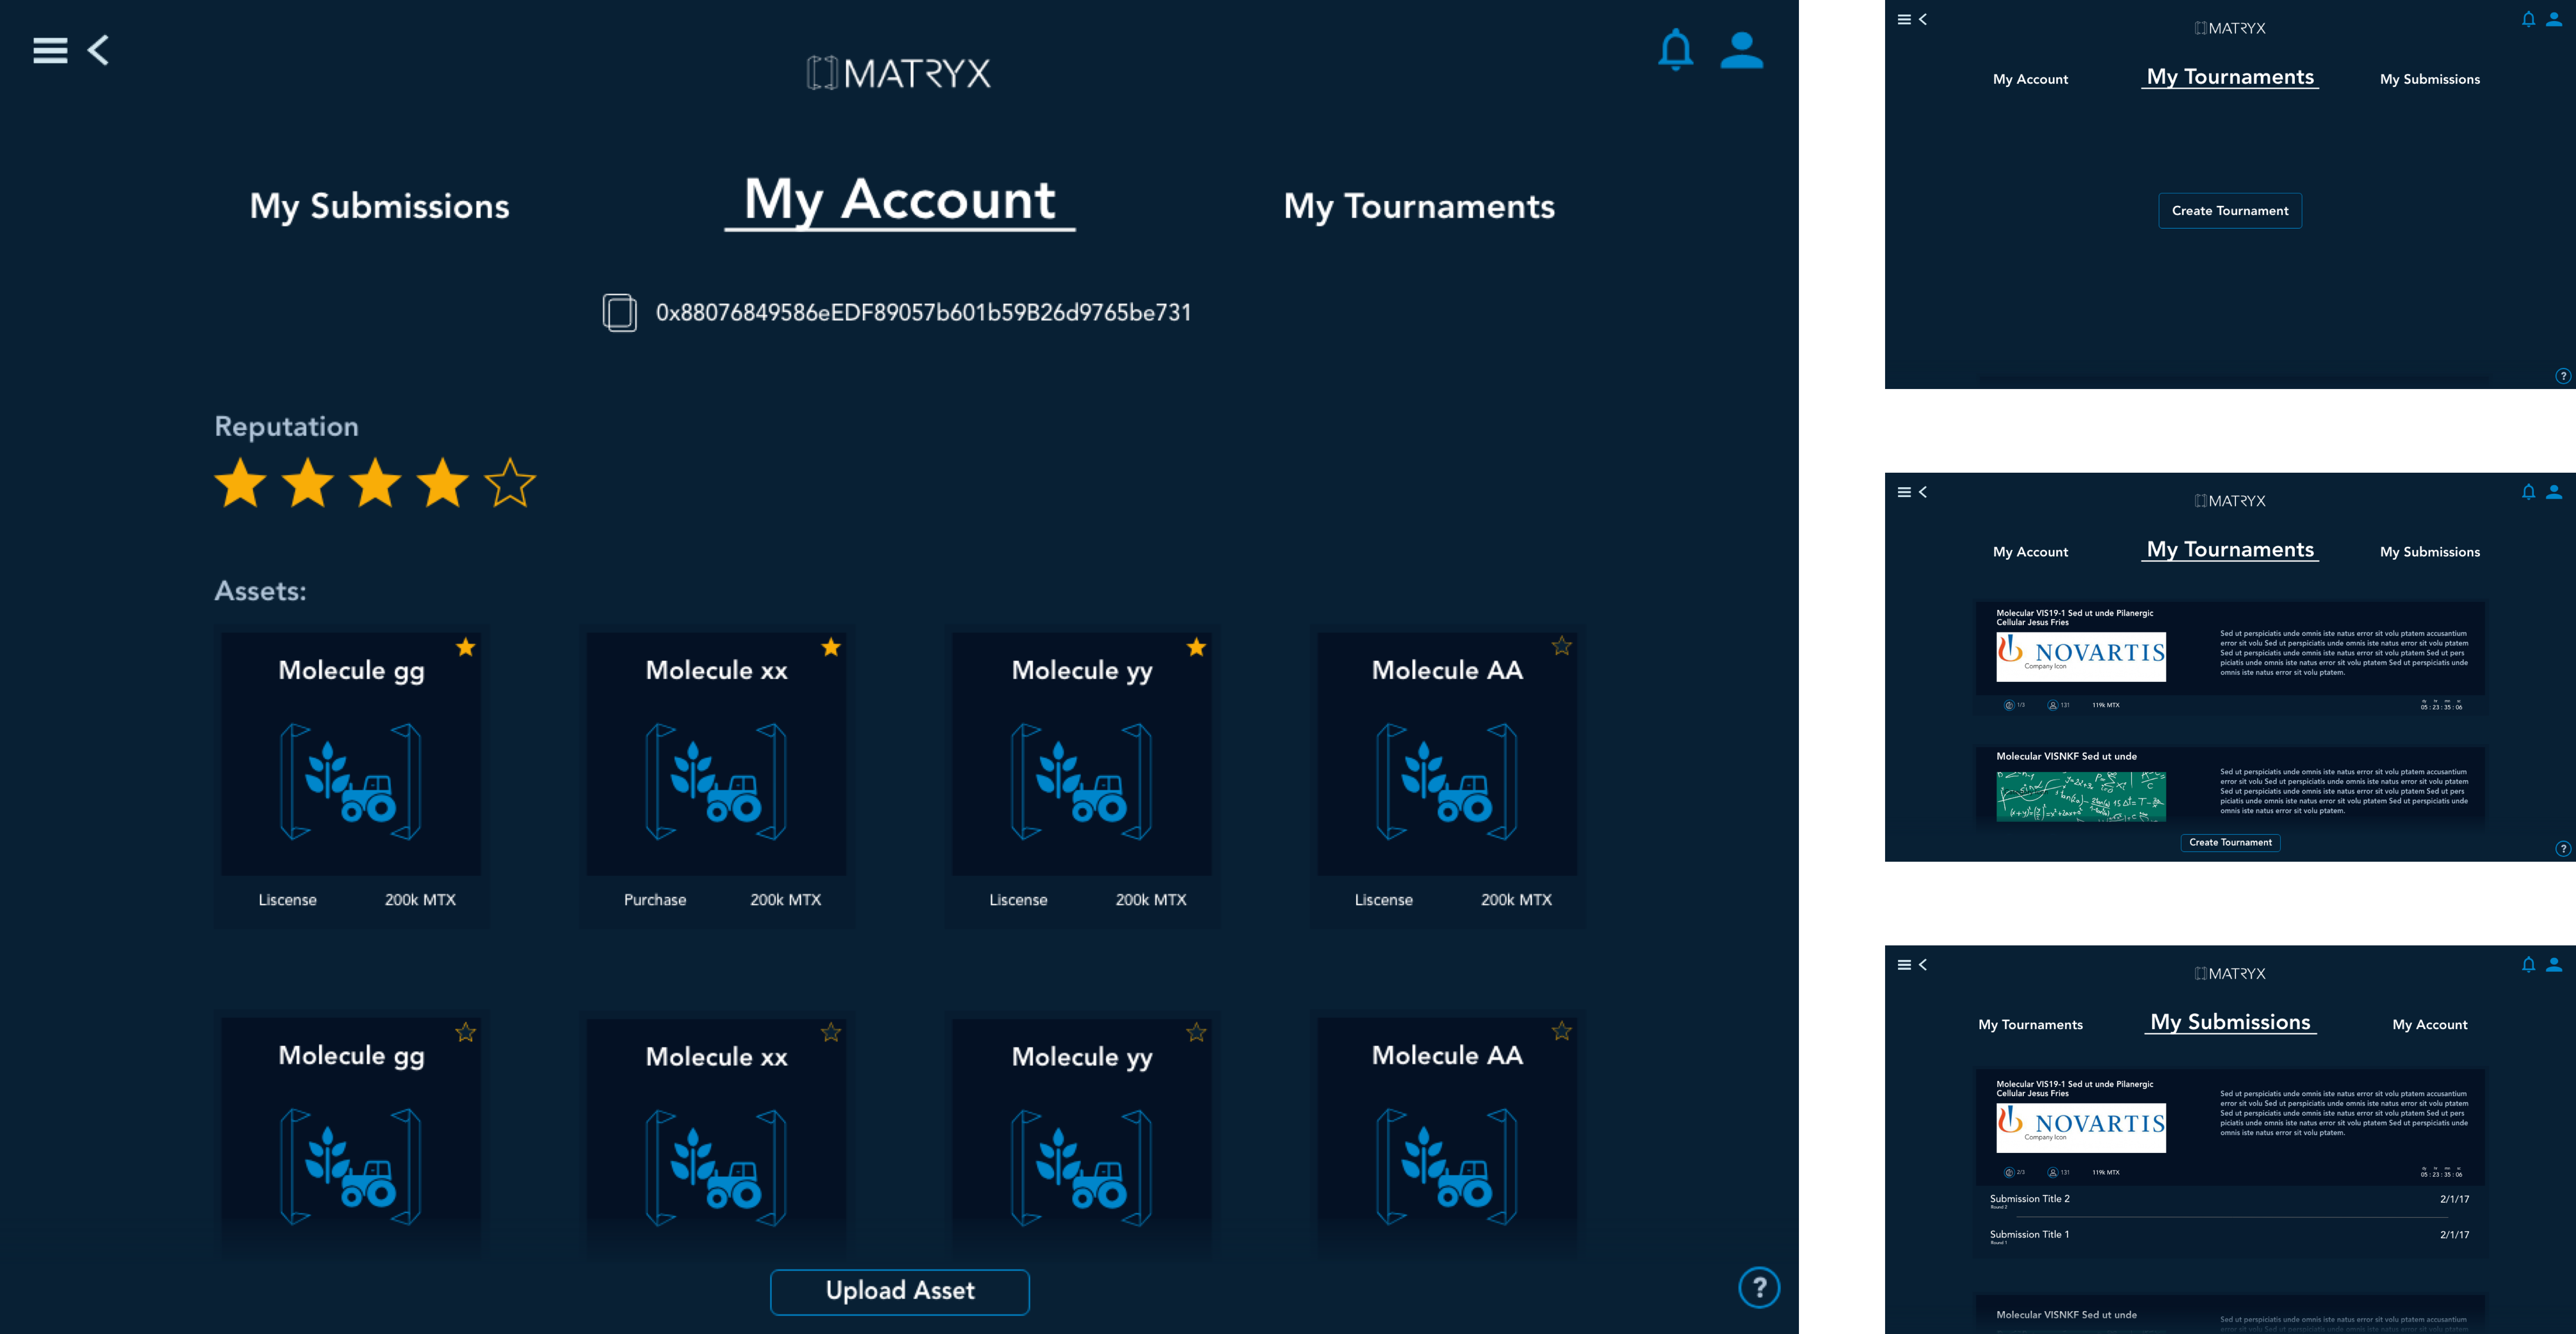 MATRYX
My Submissions My Account My Tournaments
0x88076849586eEDF89057b601b59B26d9765be731
Reputation
Assets:
Molecule gg Molecule xx Molecule yy Molecule AA
Liscense 200k MTX Purchase 200k MTX Liscense 200k MTX Liscense 200k MTX
Molecule gg Molecule xx Molecule yy Molecule AA
Upload Asset
?
MATRYX
My Account My Tournaments My Submissions
Create Tournament
?
MATRYX
My Account My Tournaments My Submissions
Molecular VIS19-1 Sed ut unde Pilanergic
Cellular Jesus Fries
NOVARTIS
Company Icon
Sed ut perspiciatis unde omnis iste natus error sit volu ptatem accusantium
error sit volu Sed ut perspiciatis unde omnis iste natus error sit volu ptatem
Sed ut perspiciatis unde omnis iste natus error sit volu ptatem Sed ut pers
piciatis unde omnis iste natus error sit volu ptatem Sed ut perspiciatis unde
omnis iste natus error sit volu ptatem.
1/3 131 119k MTX 05 : 23 : 35 : 06
Molecular VISNKF Sed ut unde
Sed ut perspiciatis unde omnis iste natus error sit volu ptatem accusantium
error sit volu Sed ut perspiciatis unde omnis iste natus error sit volu ptatem
Sed ut perspiciatis unde omnis iste natus error sit volu ptatem Sed ut pers
piciatis unde omnis iste natus error sit volu ptatem Sed ut perspiciatis unde
omnis iste natus error sit volu ptatem.
Create Tournament
?
MATRYX
My Tournaments My Submissions My Account
Molecular VIS19-1 Sed ut unde Pilanergic
Cellular Jesus Fries
NOVARTIS
Company Icon
Sed ut perspiciatis unde omnis iste natus error sit volu ptatem accusantium
error sit volu Sed ut perspiciatis unde omnis iste natus error sit volu ptatem
Sed ut perspiciatis unde omnis iste natus error sit volu ptatem Sed ut pers
piciatis unde omnis iste natus error sit volu ptatem Sed ut perspiciatis unde
omnis iste natus error sit volu ptatem.
2/3 131 119k MTX 05 : 23 : 35 : 06
Submission Title 2 2/1/17
Round 2
Submission Title 1 2/1/17
Round 1
Molecular VISNKF Sed ut unde
Sed ut perspiciatis unde omnis iste natus error sit volu ptatem accusantium